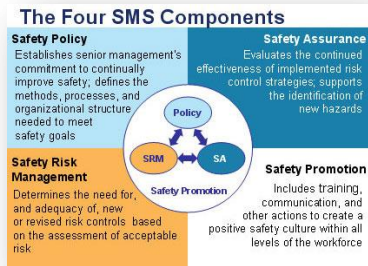 The Four SMS Components
Safety Policy
Establishes senior management's
commitment to continually
improve safety; defines the
methods, processes, and
organizational structure
needed to meet
safety goals
Safety Assurance
Evaluates the continued
effectiveness of implemented risk
control strategies; supports
the identification of
new hazards
Policy
SRM
SA
Safety Promotion
Safety Risk
Management
Determines the need for,
and adequacy of, new
or revised risk controls based
on the assessment of acceptable
risk
Safety Promotion
Includes training,
communication, and
other actions to create a
positive safety culture within all
levels of the workforce